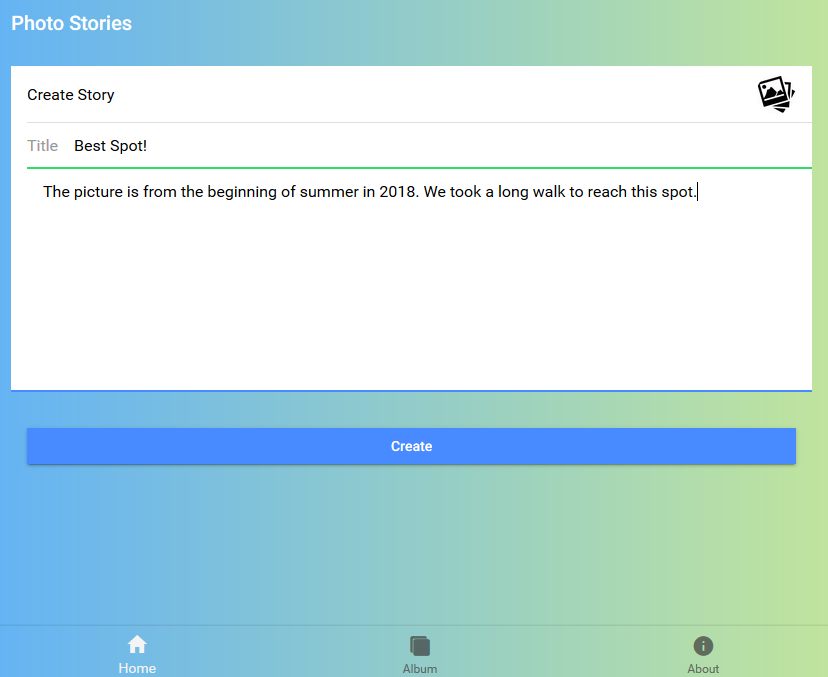 Photo Stories
Create Story
Title Best Spot!
The picture is from the beginning of summer in 2018. We took a long walk to reach this spot.
Create
Home Album About